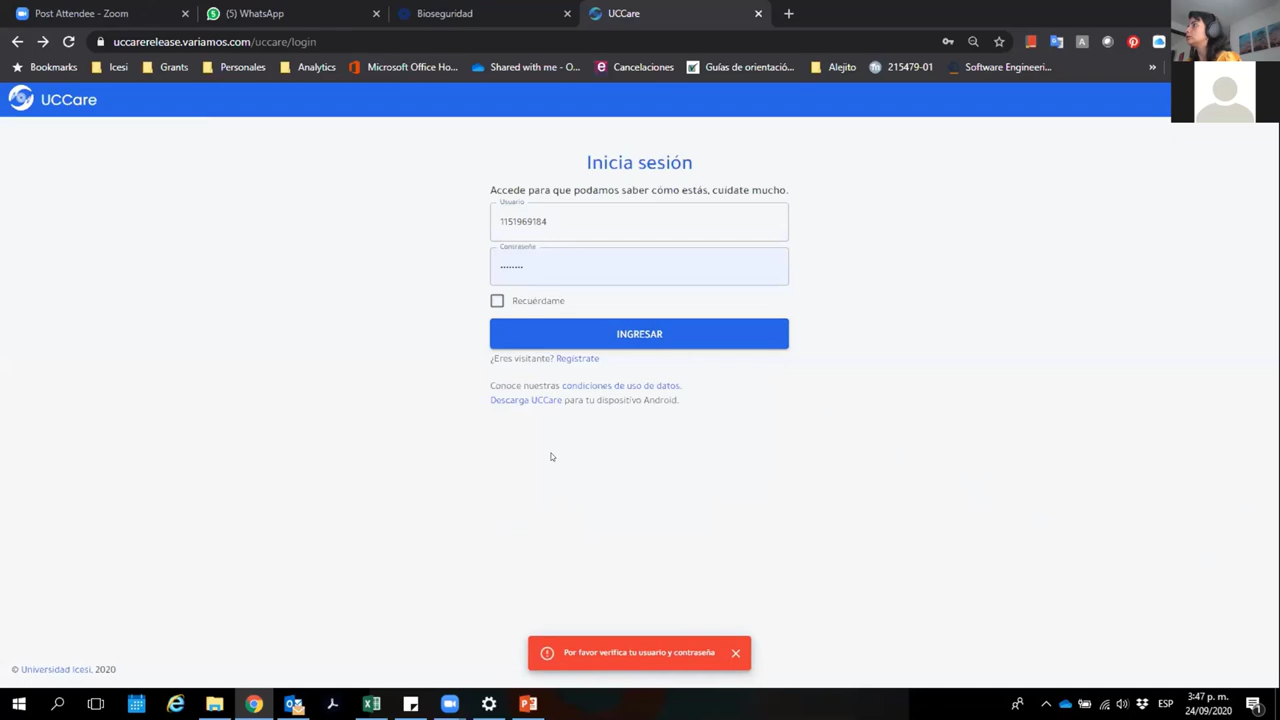 Post Attendee - Zoom
(5) WhatsApp
Bioseguridad
UCCare
uccarerelease.variamos.com/uccare/login
Bookmarks
Icesi
Grants
Personales
Analytics
Microsoft Office Ho...
Shared with me - O...
Cancelaciones
Guías de orientació...
Alejito
215479-01
Software Engineeri...
»
UCCare
Inicia sesión
Accede para que podamos saber cómo estás, cuídate mucho.
Usuario
1151969184
Contraseña
········
Recuérdame
INGRESAR
¿Eres visitante? Regístrate
Conoce nuestras condiciones de uso de datos.
Descarga UCCare para tu dispositivo Android.
Por favor verifica tu usuario y contraseña
© Universidad Icesi, 2020
ESP
3:47 p. m.
24/09/2020